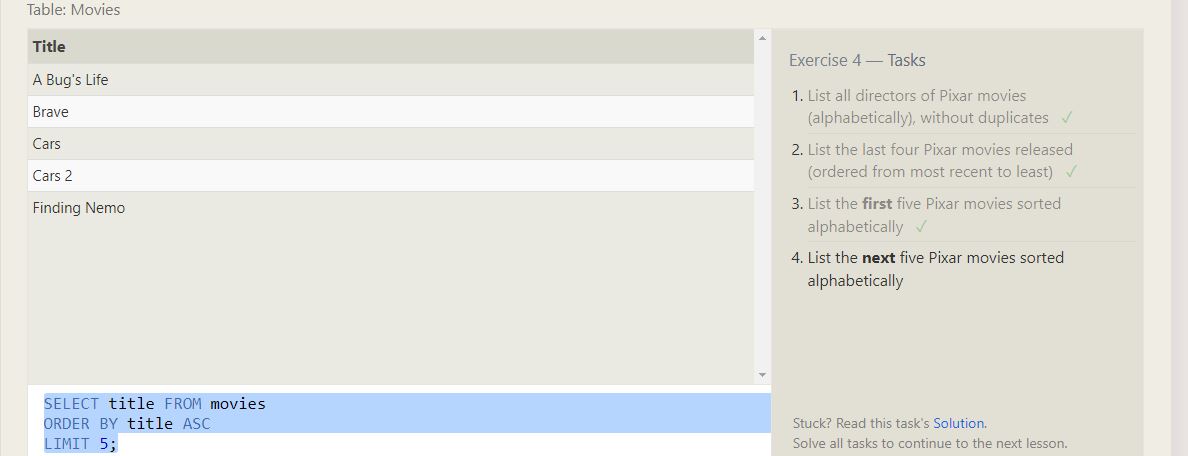 Table: Movies
Title
A Bug's Life
Brave
Cars
Cars 2
Finding Nemo
SELECT title FROM movies
ORDER BY title ASC
LIMIT 5;
Exercise 4 — Tasks
1. List all directors of Pixar movies
(alphabetically), without duplicates ✓
2. List the last four Pixar movies released
(ordered from most recent to least) ✓
3. List the first five Pixar movies sorted
alphabetically ✓
4. List the next five Pixar movies sorted
alphabetically
Stuck? Read this task's Solution.
Solve all tasks to continue to the next lesson.